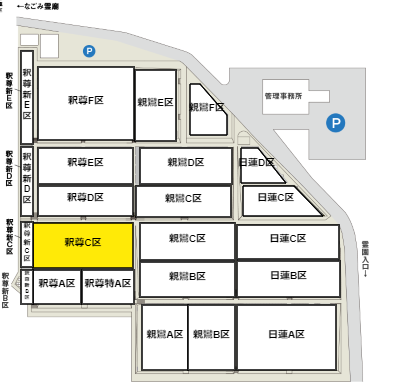 ←なごみ霊廟
P
釈尊新E区
釈尊新E区
釈尊F区
親鸞E区
親鸞F区
管理事務所
P
釈尊新D区
釈尊新D区
釈尊E区
親鸞D区
日蓮D区
釈尊D区
親鸞C区
日蓮C区
釈尊新C区
釈尊新C区
釈尊C区
親鸞C区
日蓮C区
霊園入口→
釈尊新B区
釈尊A区
釈尊特A区
親鸞B区
日蓮B区
親鸞A区
親鸞B区
日蓮A区